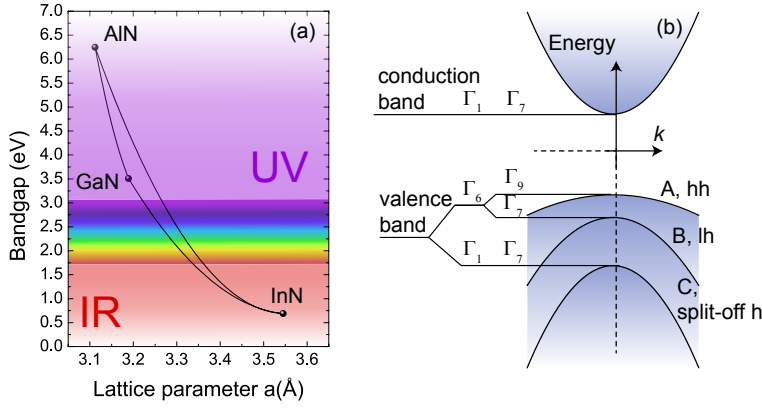 (a)
7.0
6.5
6.0
5.5
5.0
4.5
4.0
3.5
3.0
2.5
2.0
1.5
1.0
0.5
0.0
Bandgap (eV)
AlN
UV
GaN
InN
IR
3.1 3.2 3.3 3.4 3.5 3.6
Lattice parameter a(Å)
(b)
Energy
conduction
band
Γ1 Γ7
k
valence
band
Γ6
Γ9
Γ7
Γ1 Γ7
A, hh
B, lh
C,
split-off h